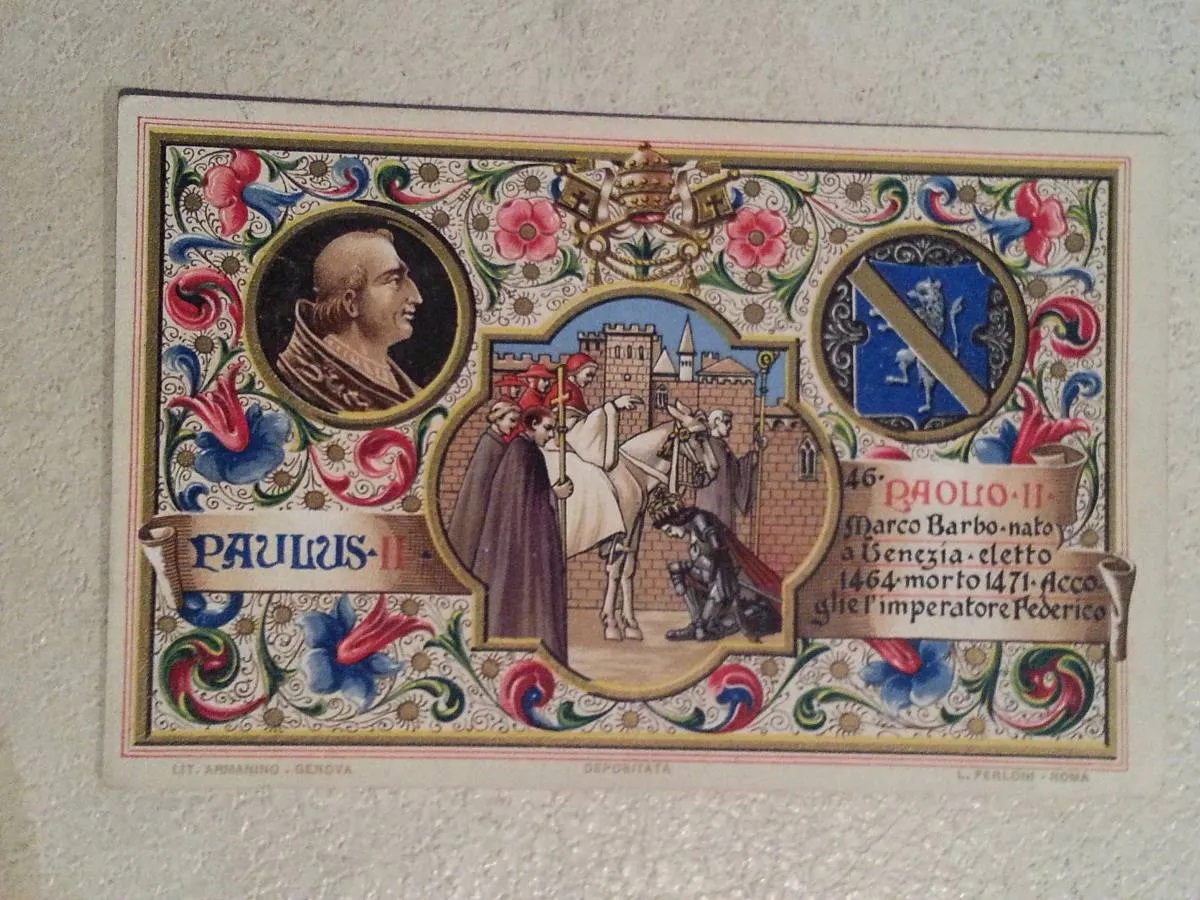 PAULUS·II·
46· PAOLO·II·
Marco Barbo·nato
a Venezia·eletto
1464·morto 1471·Acco-
glie l'imperatore Federico
LIT. ARMANINO - GENOVA
DEPOSITATA
L. FERLONI - ROMA